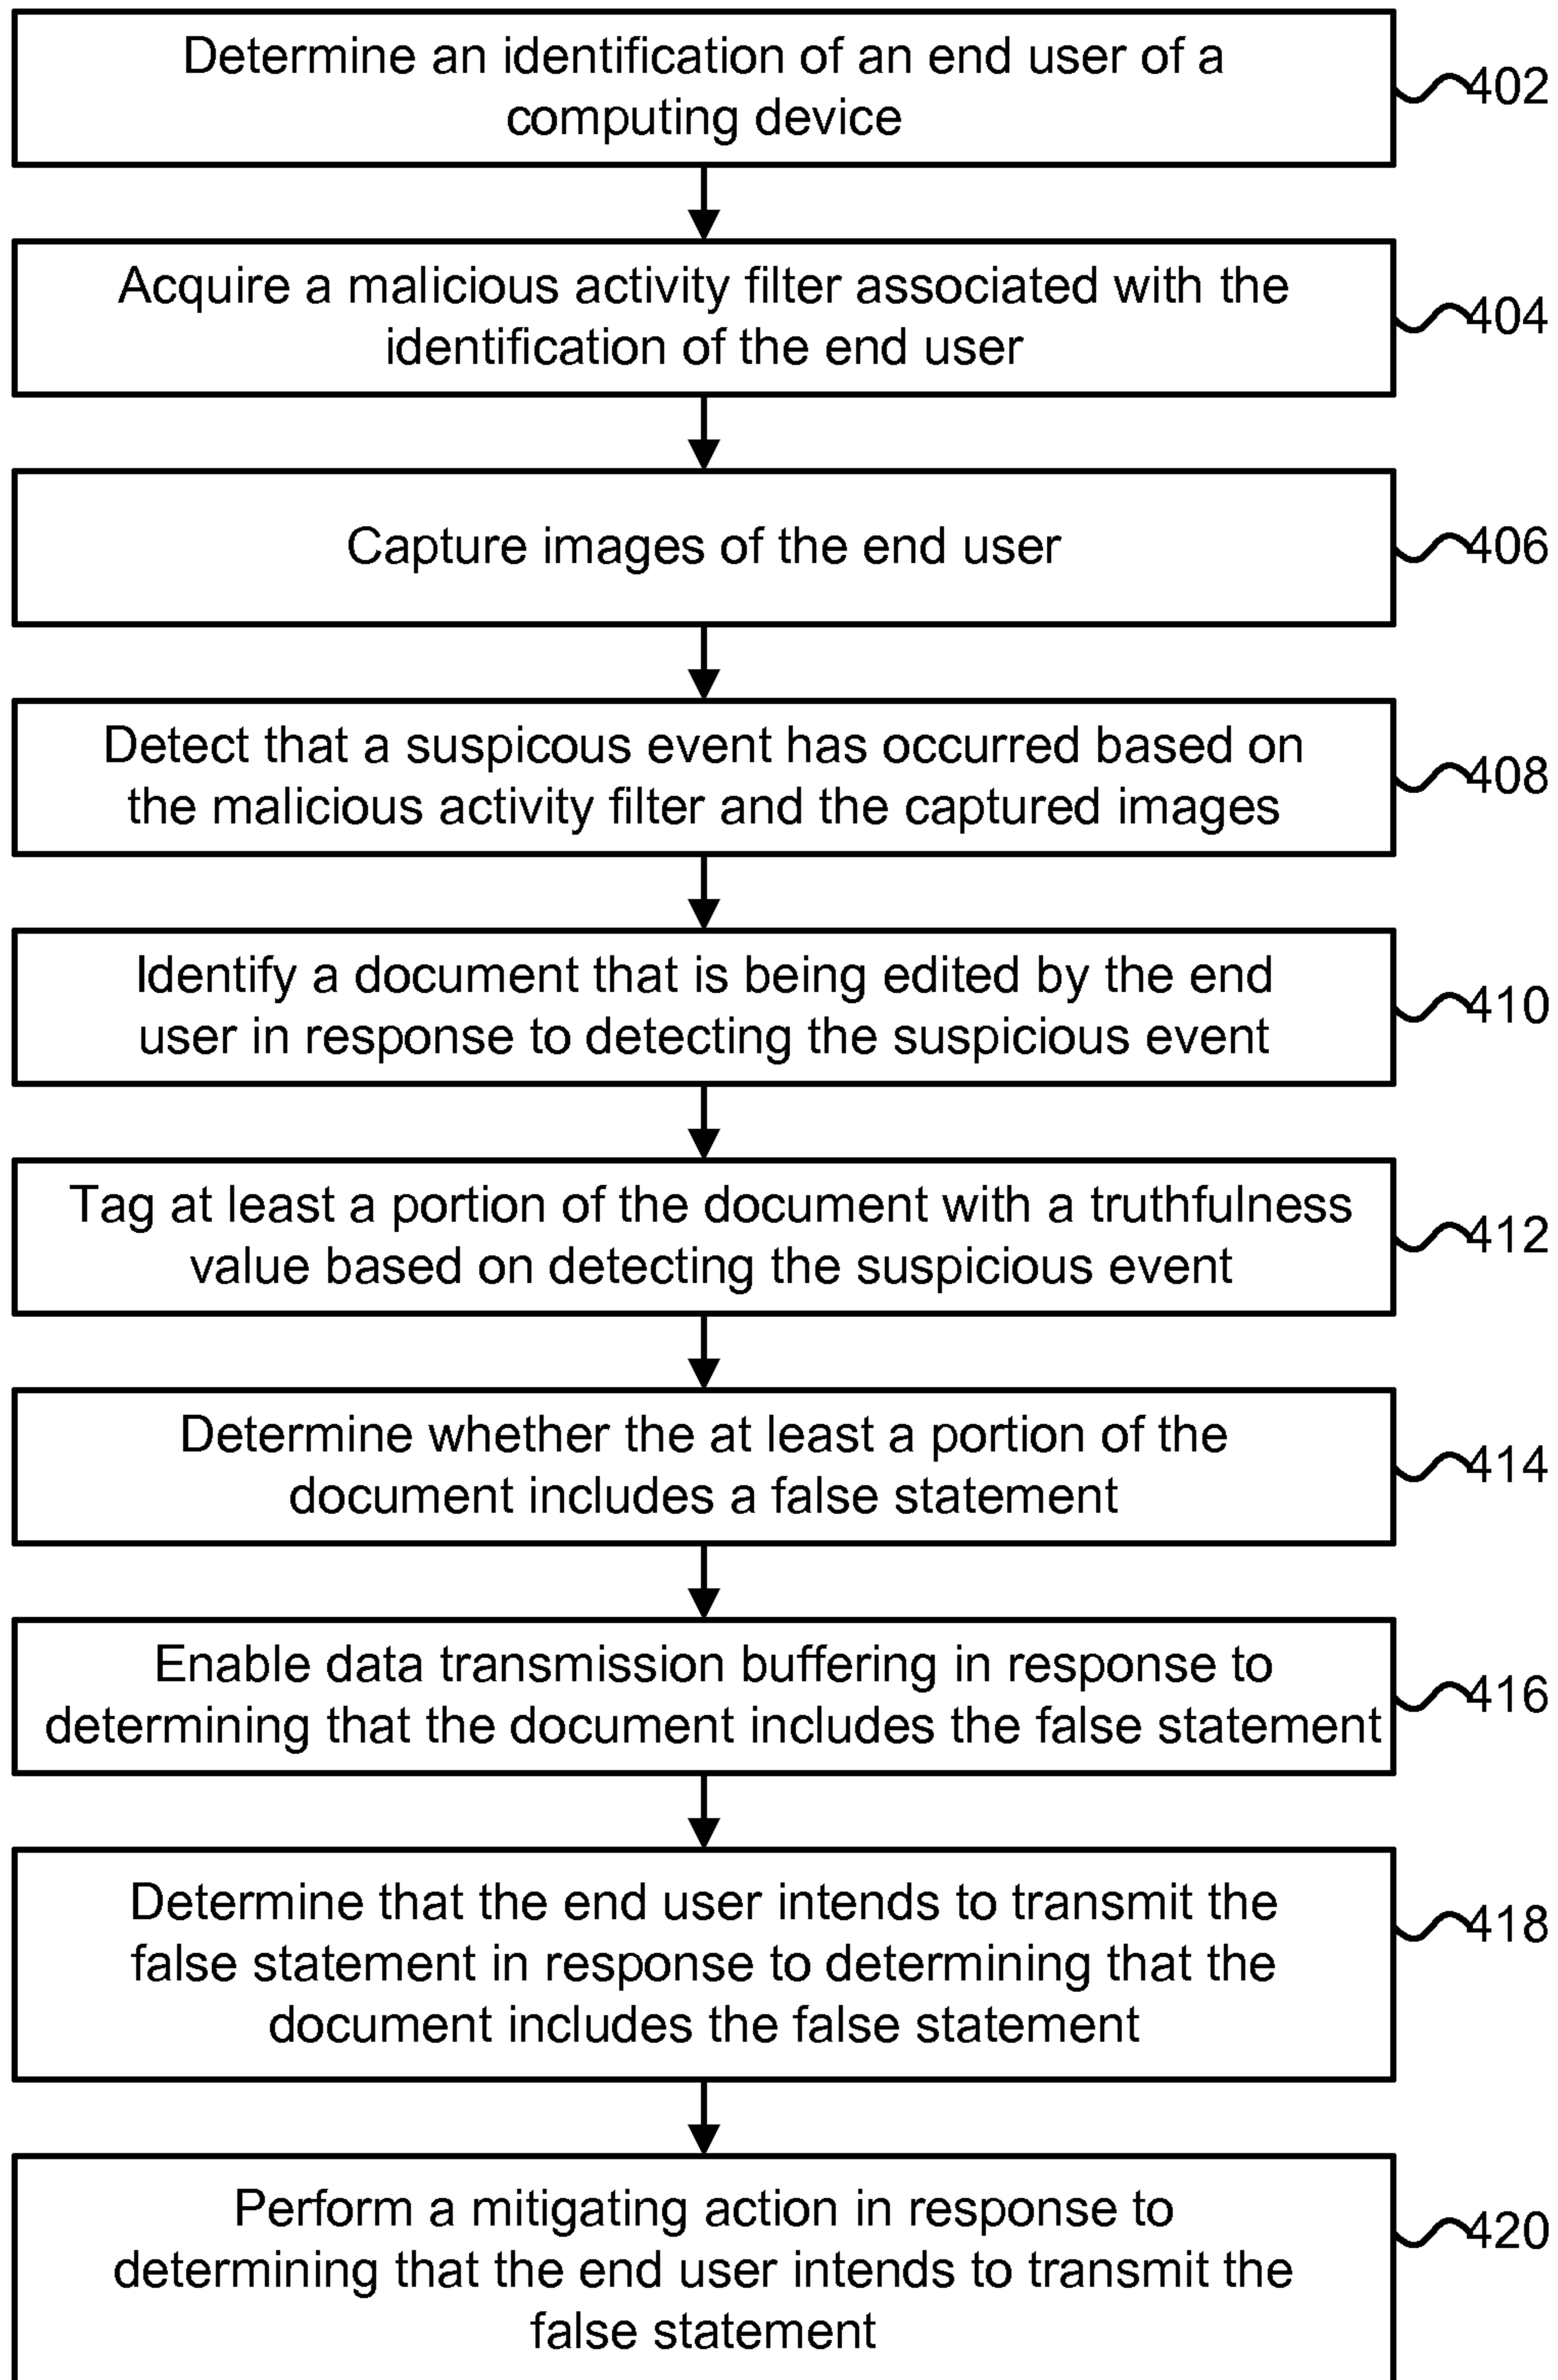 Determine an identification of an end user of a
computing device
402
Acquire a malicious activity filter associated with the
identification of the end user
404
Capture images of the end user
406
Detect that a suspicous event has occurred based on
the malicious activity filter and the captured images
408
Identify a document that is being edited by the end
user in response to detecting the suspicious event
410
Tag at least a portion of the document with a truthfulness
value based on detecting the suspicious event
412
Determine whether the at least a portion of the
document includes a false statement
414
Enable data transmission buffering in response to
determining that the document includes the false statement
416
Determine that the end user intends to transmit the
false statement in response to determining that the
document includes the false statement
418
Perform a mitigating action in response to
determining that the end user intends to transmit the
false statement
420